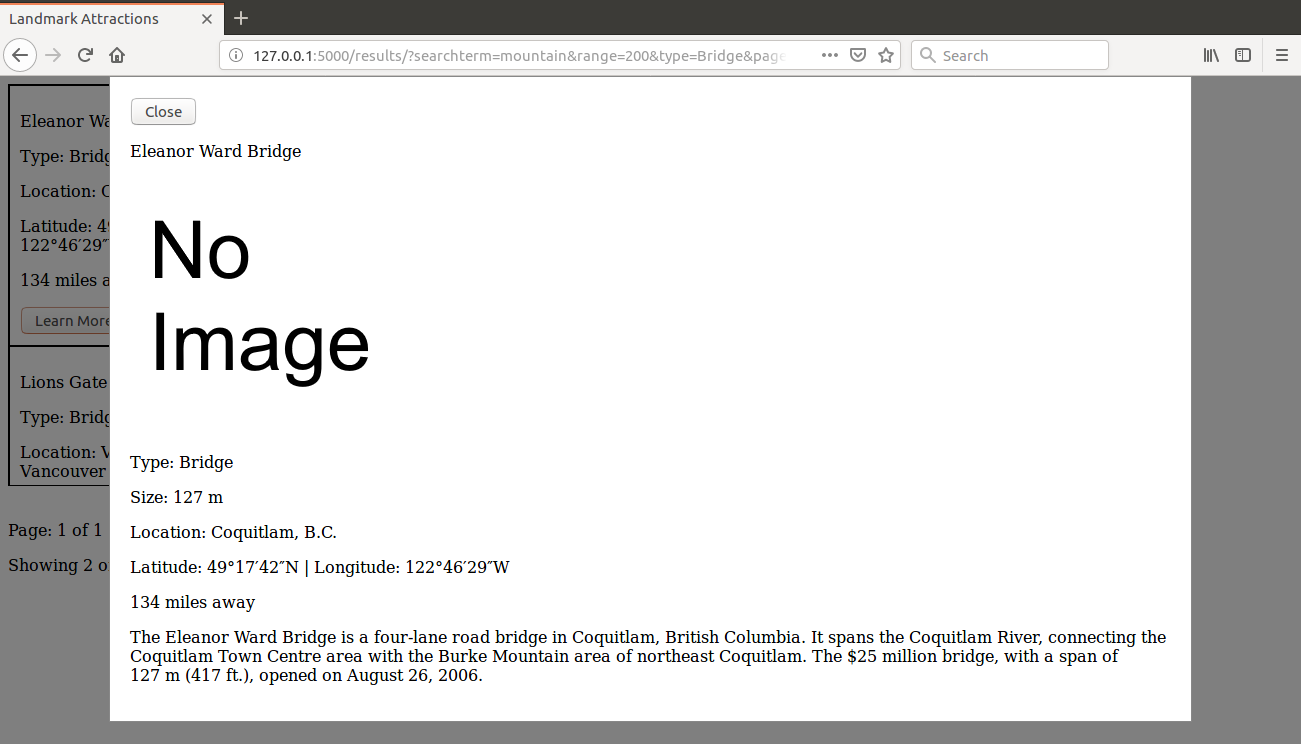 Landmark Attractions
127.0.0.1:5000/results/?searchterm=mountain&range=200&type=Bridge&page
Search
Close
Eleanor Ward Bridge
No
Image
Type: Bridge
Size: 127 m
Location: Coquitlam, B.C.
Latitude: 49°17′42″N | Longitude: 122°46′29″W
134 miles away
The Eleanor Ward Bridge is a four-lane road bridge in Coquitlam, British Columbia. It spans the Coquitlam River, connecting the
Coquitlam Town Centre area with the Burke Mountain area of northeast Coquitlam. The $25 million bridge, with a span of
127 m (417 ft.), opened on August 26, 2006.
Eleanor Wa
Type: Bridg
Location: C
Latitude: 49
122°46′29″
134 miles a
Learn More
Lions Gate
Type: Bridg
Location: V
Vancouver
Page: 1 of 1
Showing 2 o